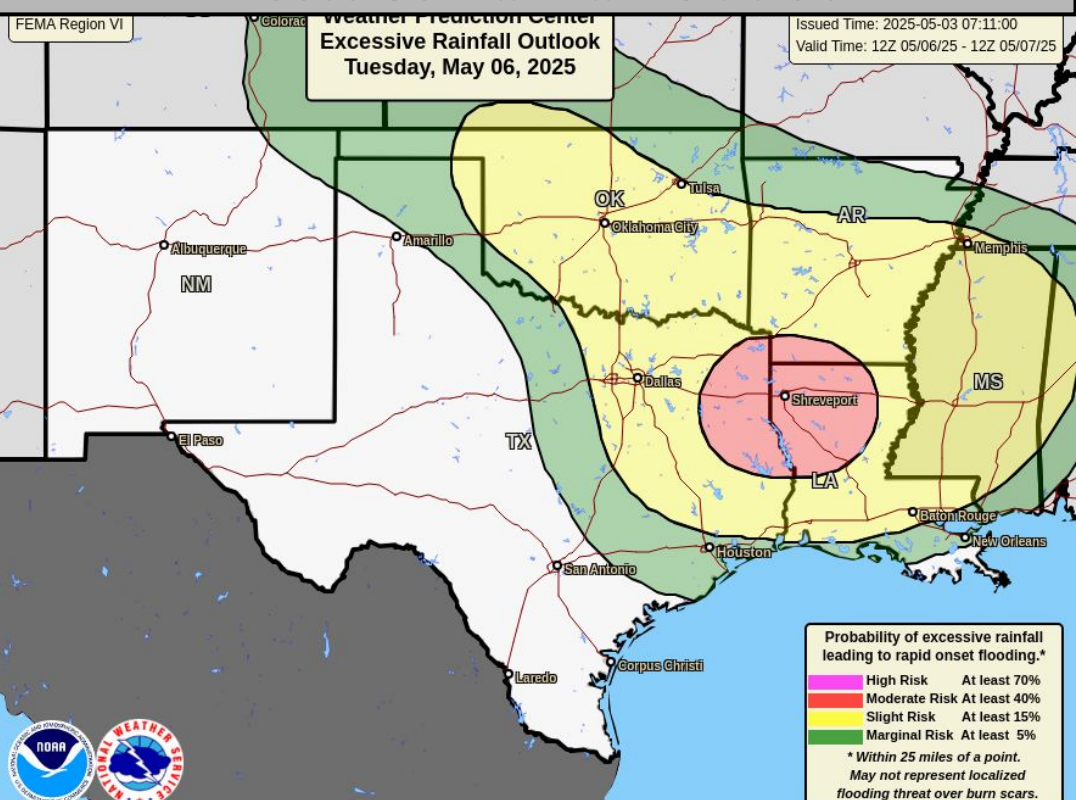 FEMA Region VI
Colorad
Weather Prediction Center
Excessive Rainfall Outlook
Tuesday, May 06, 2025
Issued Time: 2025-05-03 07:11:00
Valid Time: 12Z 05/06/25 - 12Z 05/07/25
Tulsa
OK
AR
Oklahoma City
Amarillo
Albuquerque
Memphis
NM
Dallas
MS
Shreveport
El Paso
TX
LA
Baton Rouge
New Orleans
Houston
San Antonio
Corpus Christi
Laredo
Probability of excessive rainfall
leading to rapid onset flooding.*
High Risk At least 70%
Moderate Risk At least 40%
Slight Risk At least 15%
Marginal Risk At least 5%
* Within 25 miles of a point.
May not represent localized
flooding threat over burn scars.
NOAA
NATIONAL WEATHER SERVICE